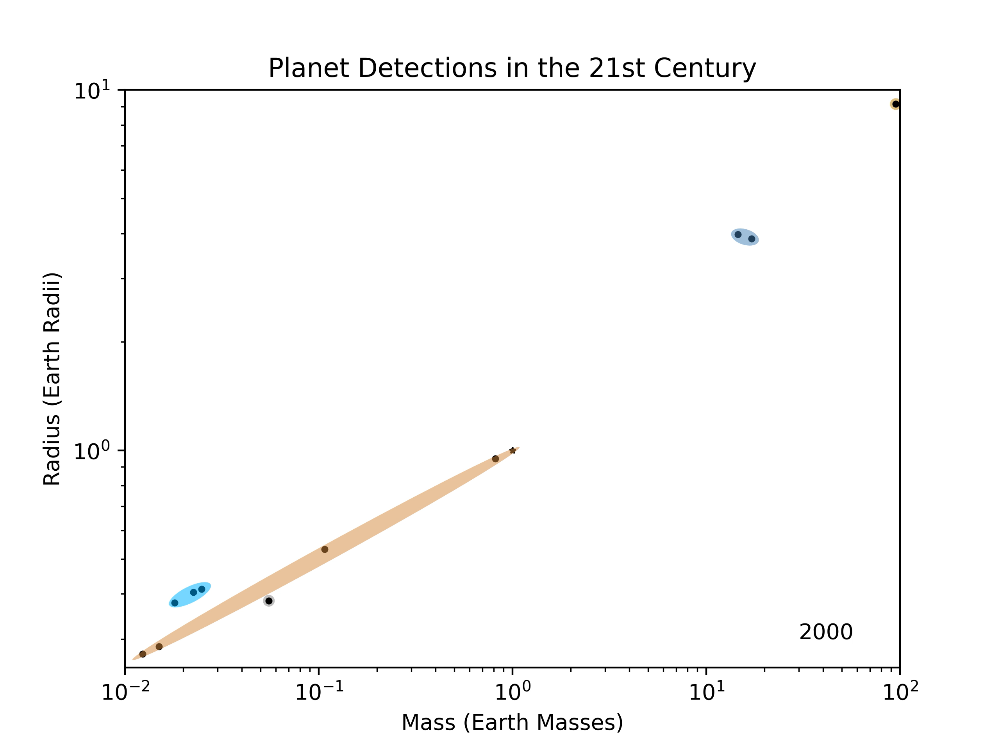 Planet Detections in the 21st Century
10¹
10⁰
Radius (Earth Radii)
2000
10⁻² 10⁻¹ 10⁰ 10¹ 10²
Mass (Earth Masses)